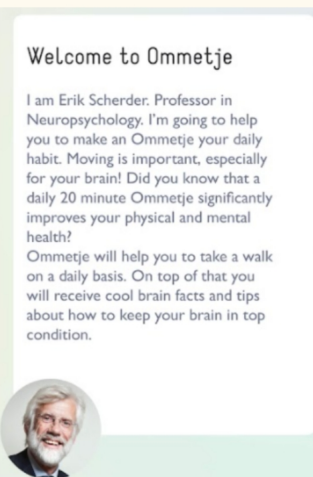 Welcome to Ommetje
I am Erik Scherder. Professor in
Neuropsychology. I'm going to help
you to make an Ommetje your daily
habit. Moving is important, especially
for your brain! Did you know that a
daily 20 minute Ommetje significantly
improves your physical and mental
health?
Ommetje will help you to take a walk
on a daily basis. On top of that you
will receive cool brain facts and tips
about how to keep your brain in top
condition.